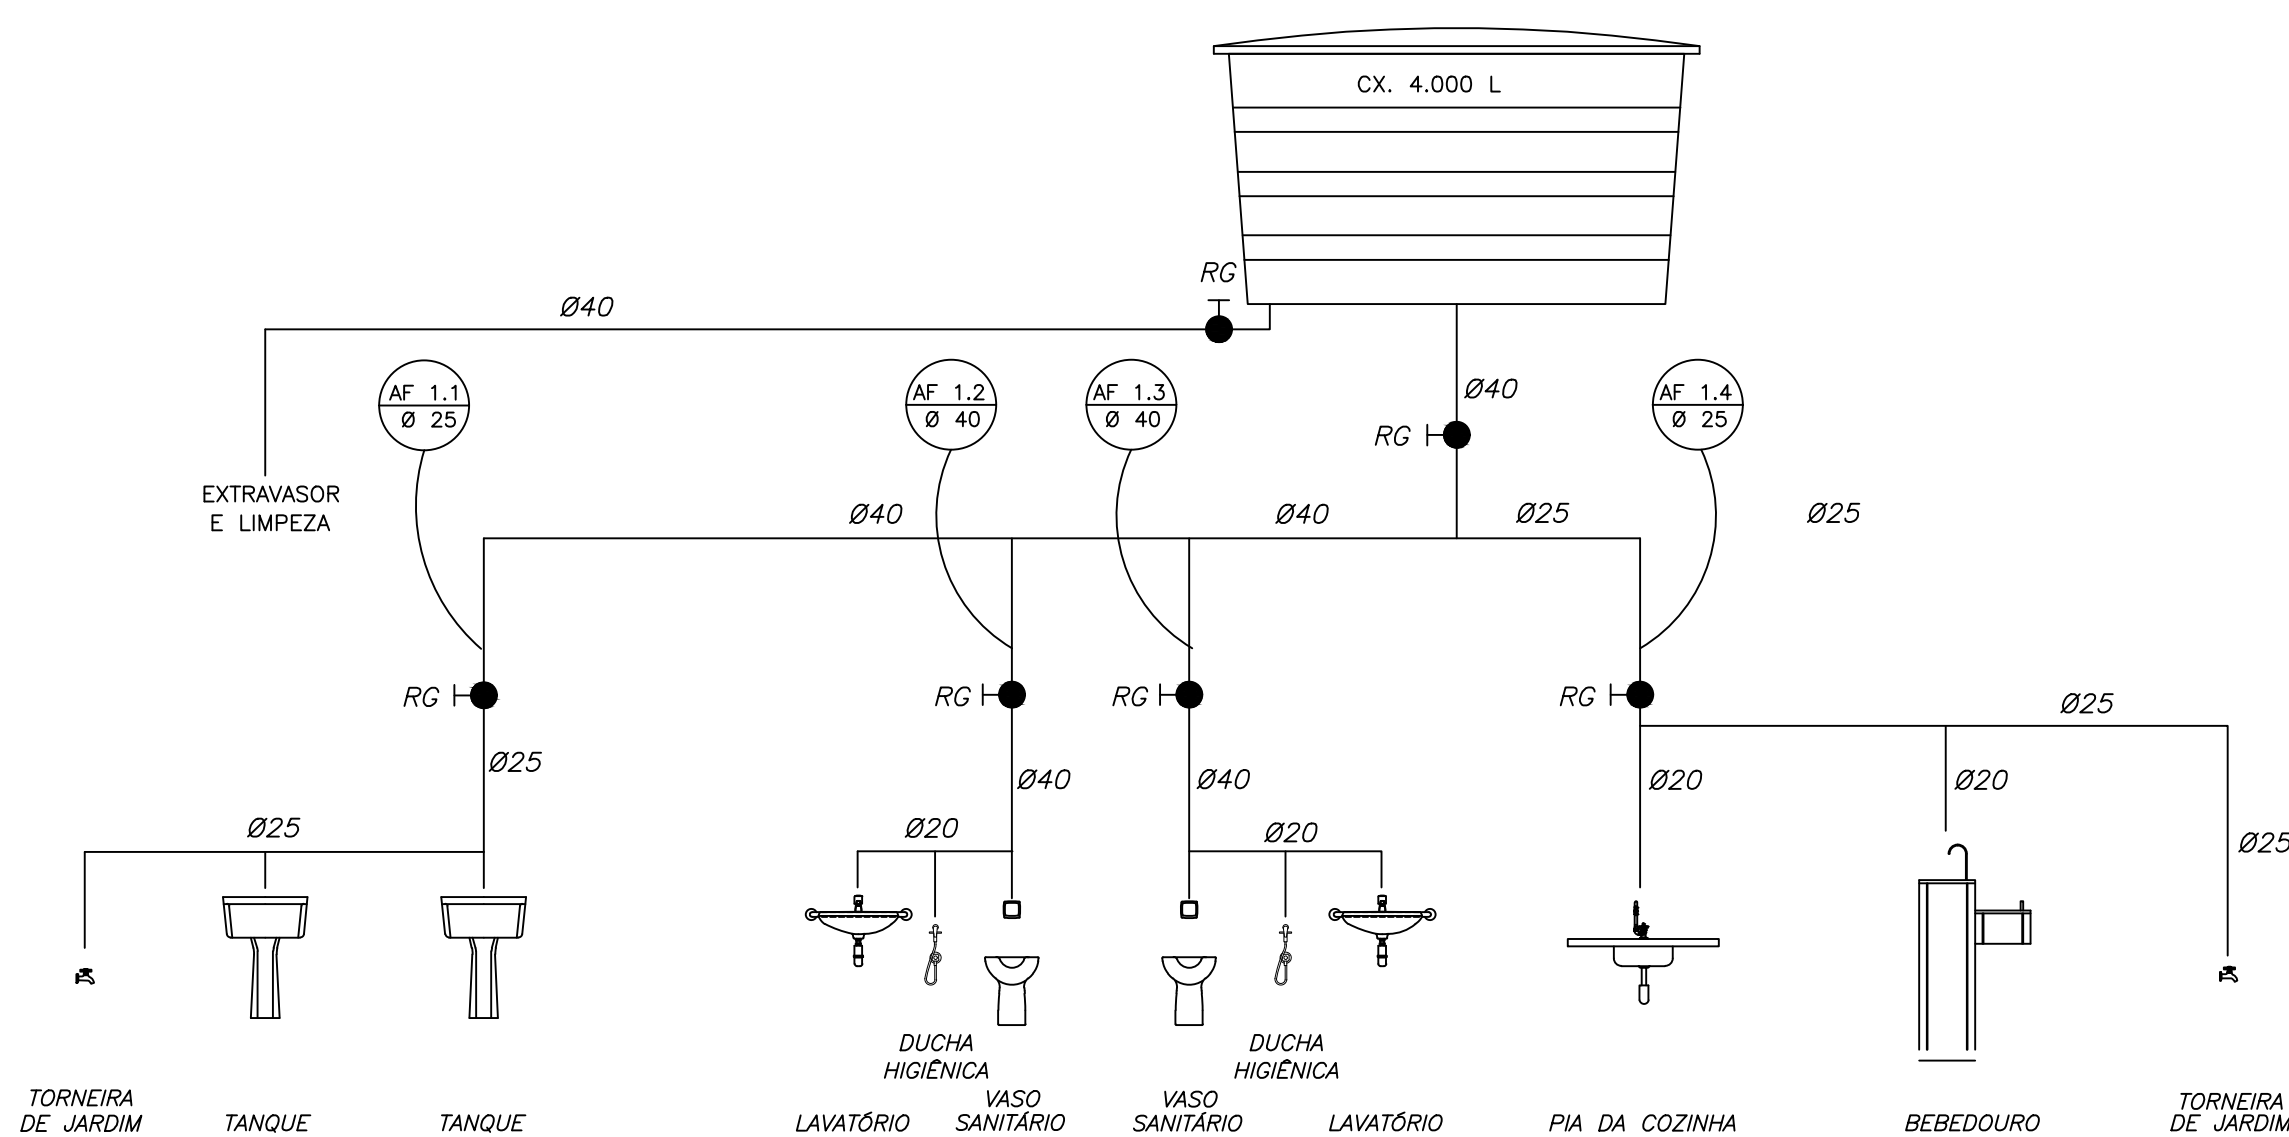 CX. 4.000 L
RG
Ø40
AF 1.1
Ø 25
AF 1.2
Ø 40
AF 1.3
Ø 40
AF 1.4
Ø 25
Ø40
RG
EXTRAVASOR
E LIMPEZA
Ø40
Ø40
Ø25
Ø25
RG
RG
RG
RG
Ø25
Ø25
Ø40
Ø40
Ø20
Ø20
Ø25
Ø20
Ø20
Ø25
DUCHA
HIGIÊNICA
DUCHA
HIGIÊNICA
TORNEIRA
DE JARDIM
TANQUE
TANQUE
LAVATÓRIO
VASO
SANITÁRIO
VASO
SANITÁRIO
LAVATÓRIO
PIA DA COZINHA
BEBEDOURO
TORNEIRA
DE JARDIM